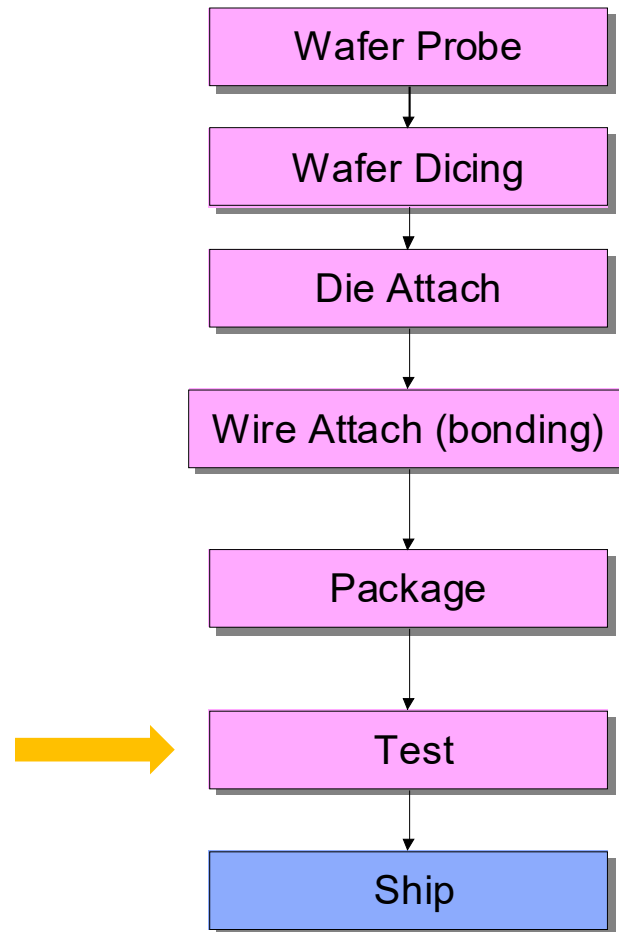 Wafer Probe
Wafer Dicing
Die Attach
Wire Attach (bonding)
Package
Test
Ship